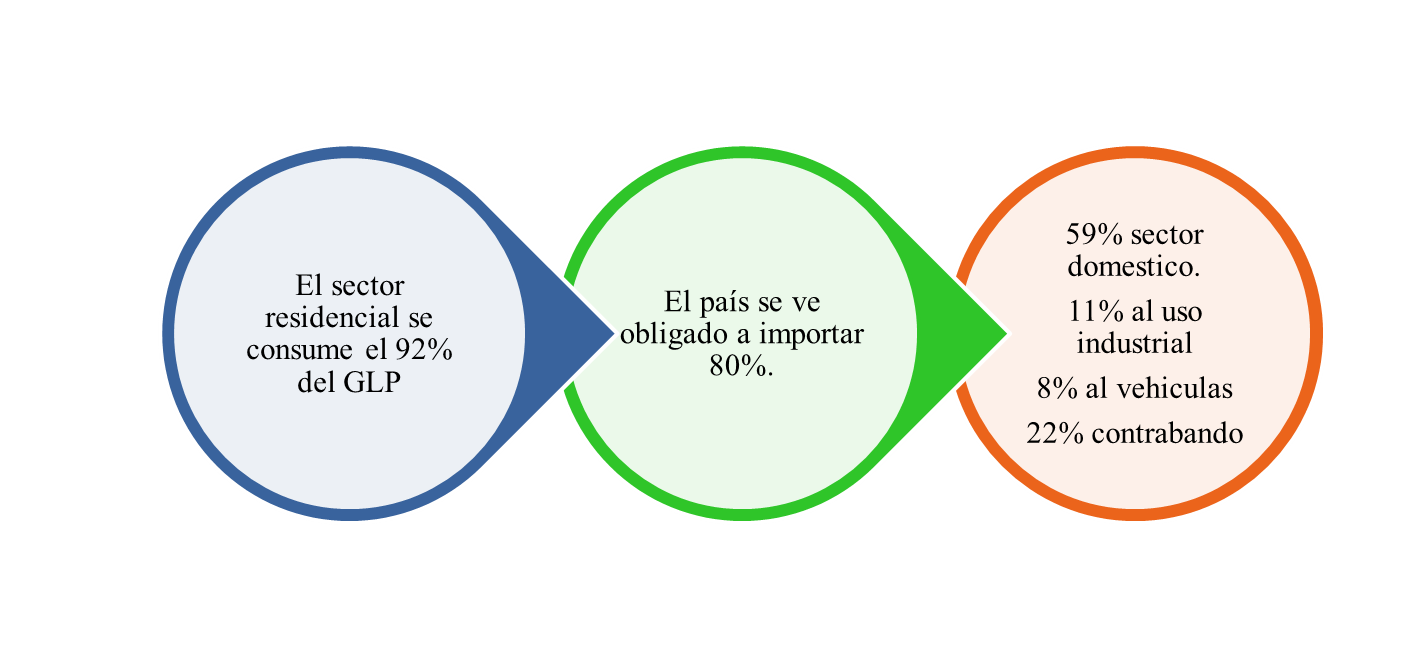 El sector
residencial se
consume el 92%
del GLP
El país se ve
obligado a importar
80%.
59% sector
domestico.
11% al uso
industrial
8% al vehiculas
22% contrabando